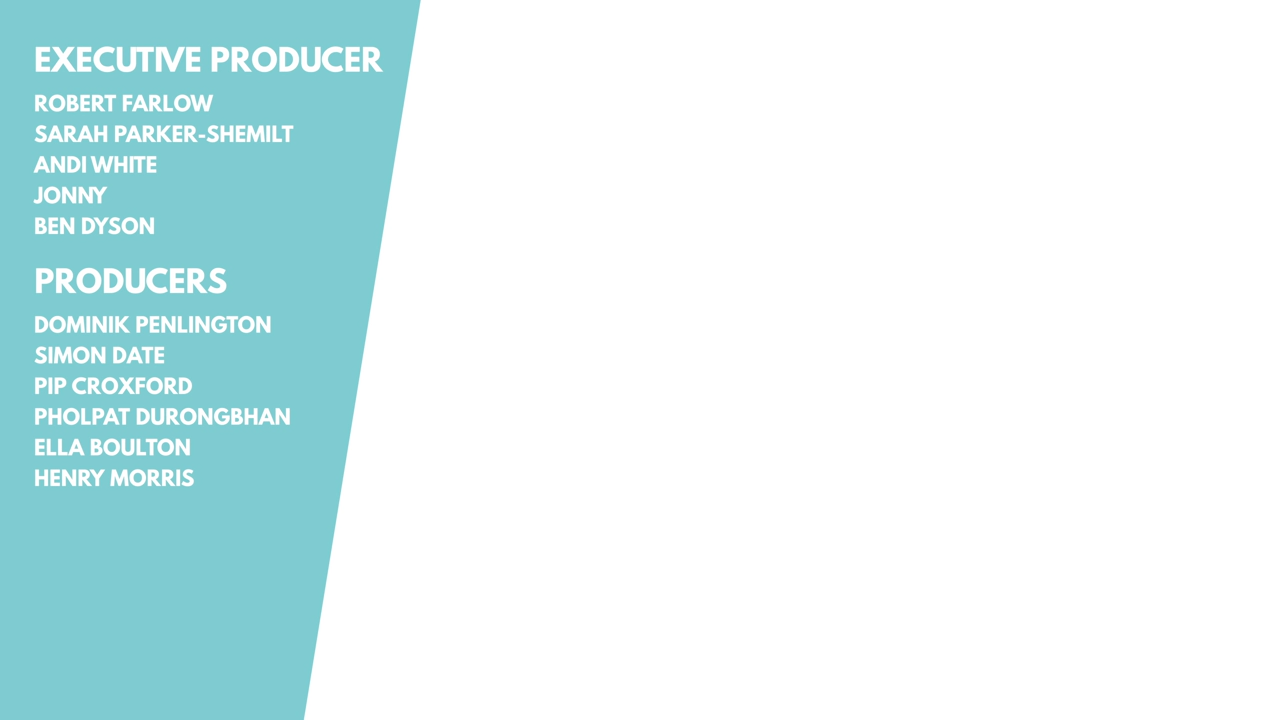 EXECUTIVE PRODUCER
ROBERT FARLOW
SARAH PARKER-SHEMILT
ANDI WHITE
JONNY
BEN DYSON
PRODUCERS
DOMINIK PENLINGTON
SIMON DATE
PIP CROXFORD
PHOLPAT DURONGBHAN
ELLA BOULTON
HENRY MORRIS